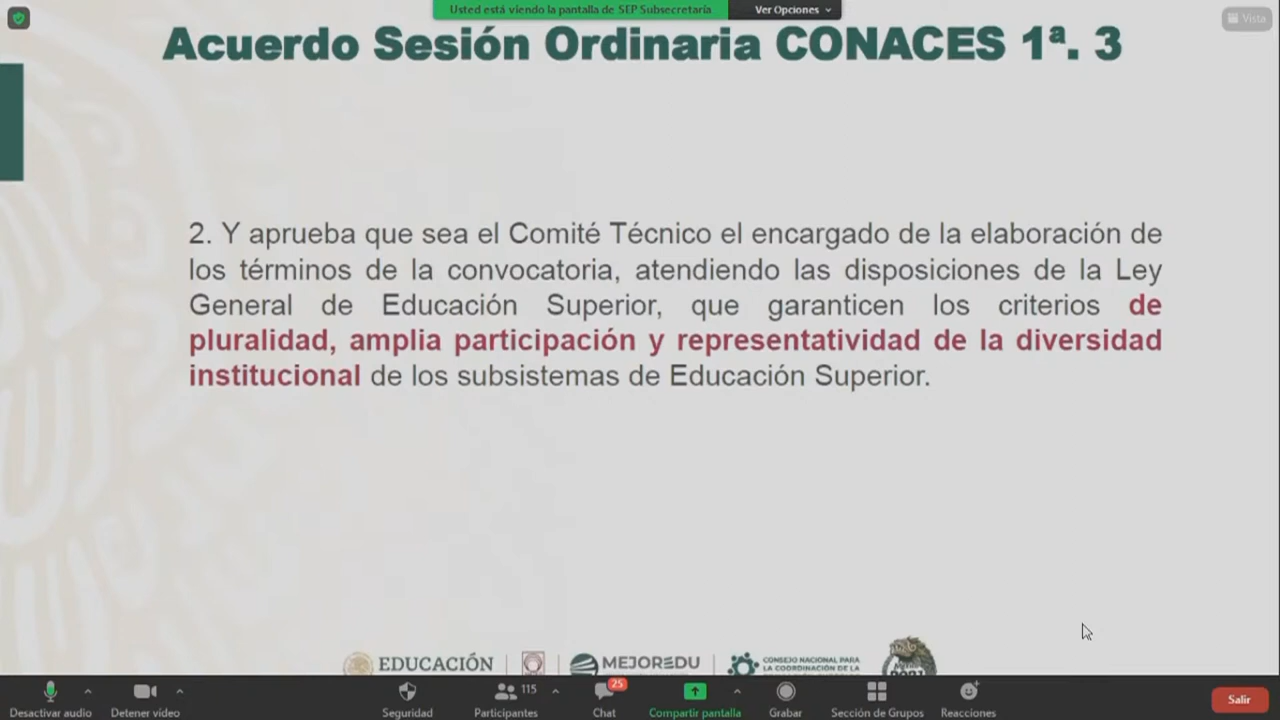 Usted está viendo la pantalla de SEP Subsecretaría
Ver Opciones
Vista
Acuerdo Sesión Ordinaria CONACES 1ª. 3
2. Y aprueba que sea el Comité Técnico el encargado de la elaboración de
los términos de la convocatoria, atendiendo las disposiciones de la Ley
General de Educación Superior, que garanticen los criterios de
pluralidad, amplia participación y representatividad de la diversidad
institucional de los subsistemas de Educación Superior.
EDUCACIÓN
MEJOREDU
CONSEJO NACIONAL PARA
LA COORDINACIÓN DE LA
115
25
Desactivar audio
Detener video
Seguridad
Participantes
Chat
Compartir pantalla
Grabar
Sección de Grupos
Reacciones
Salir